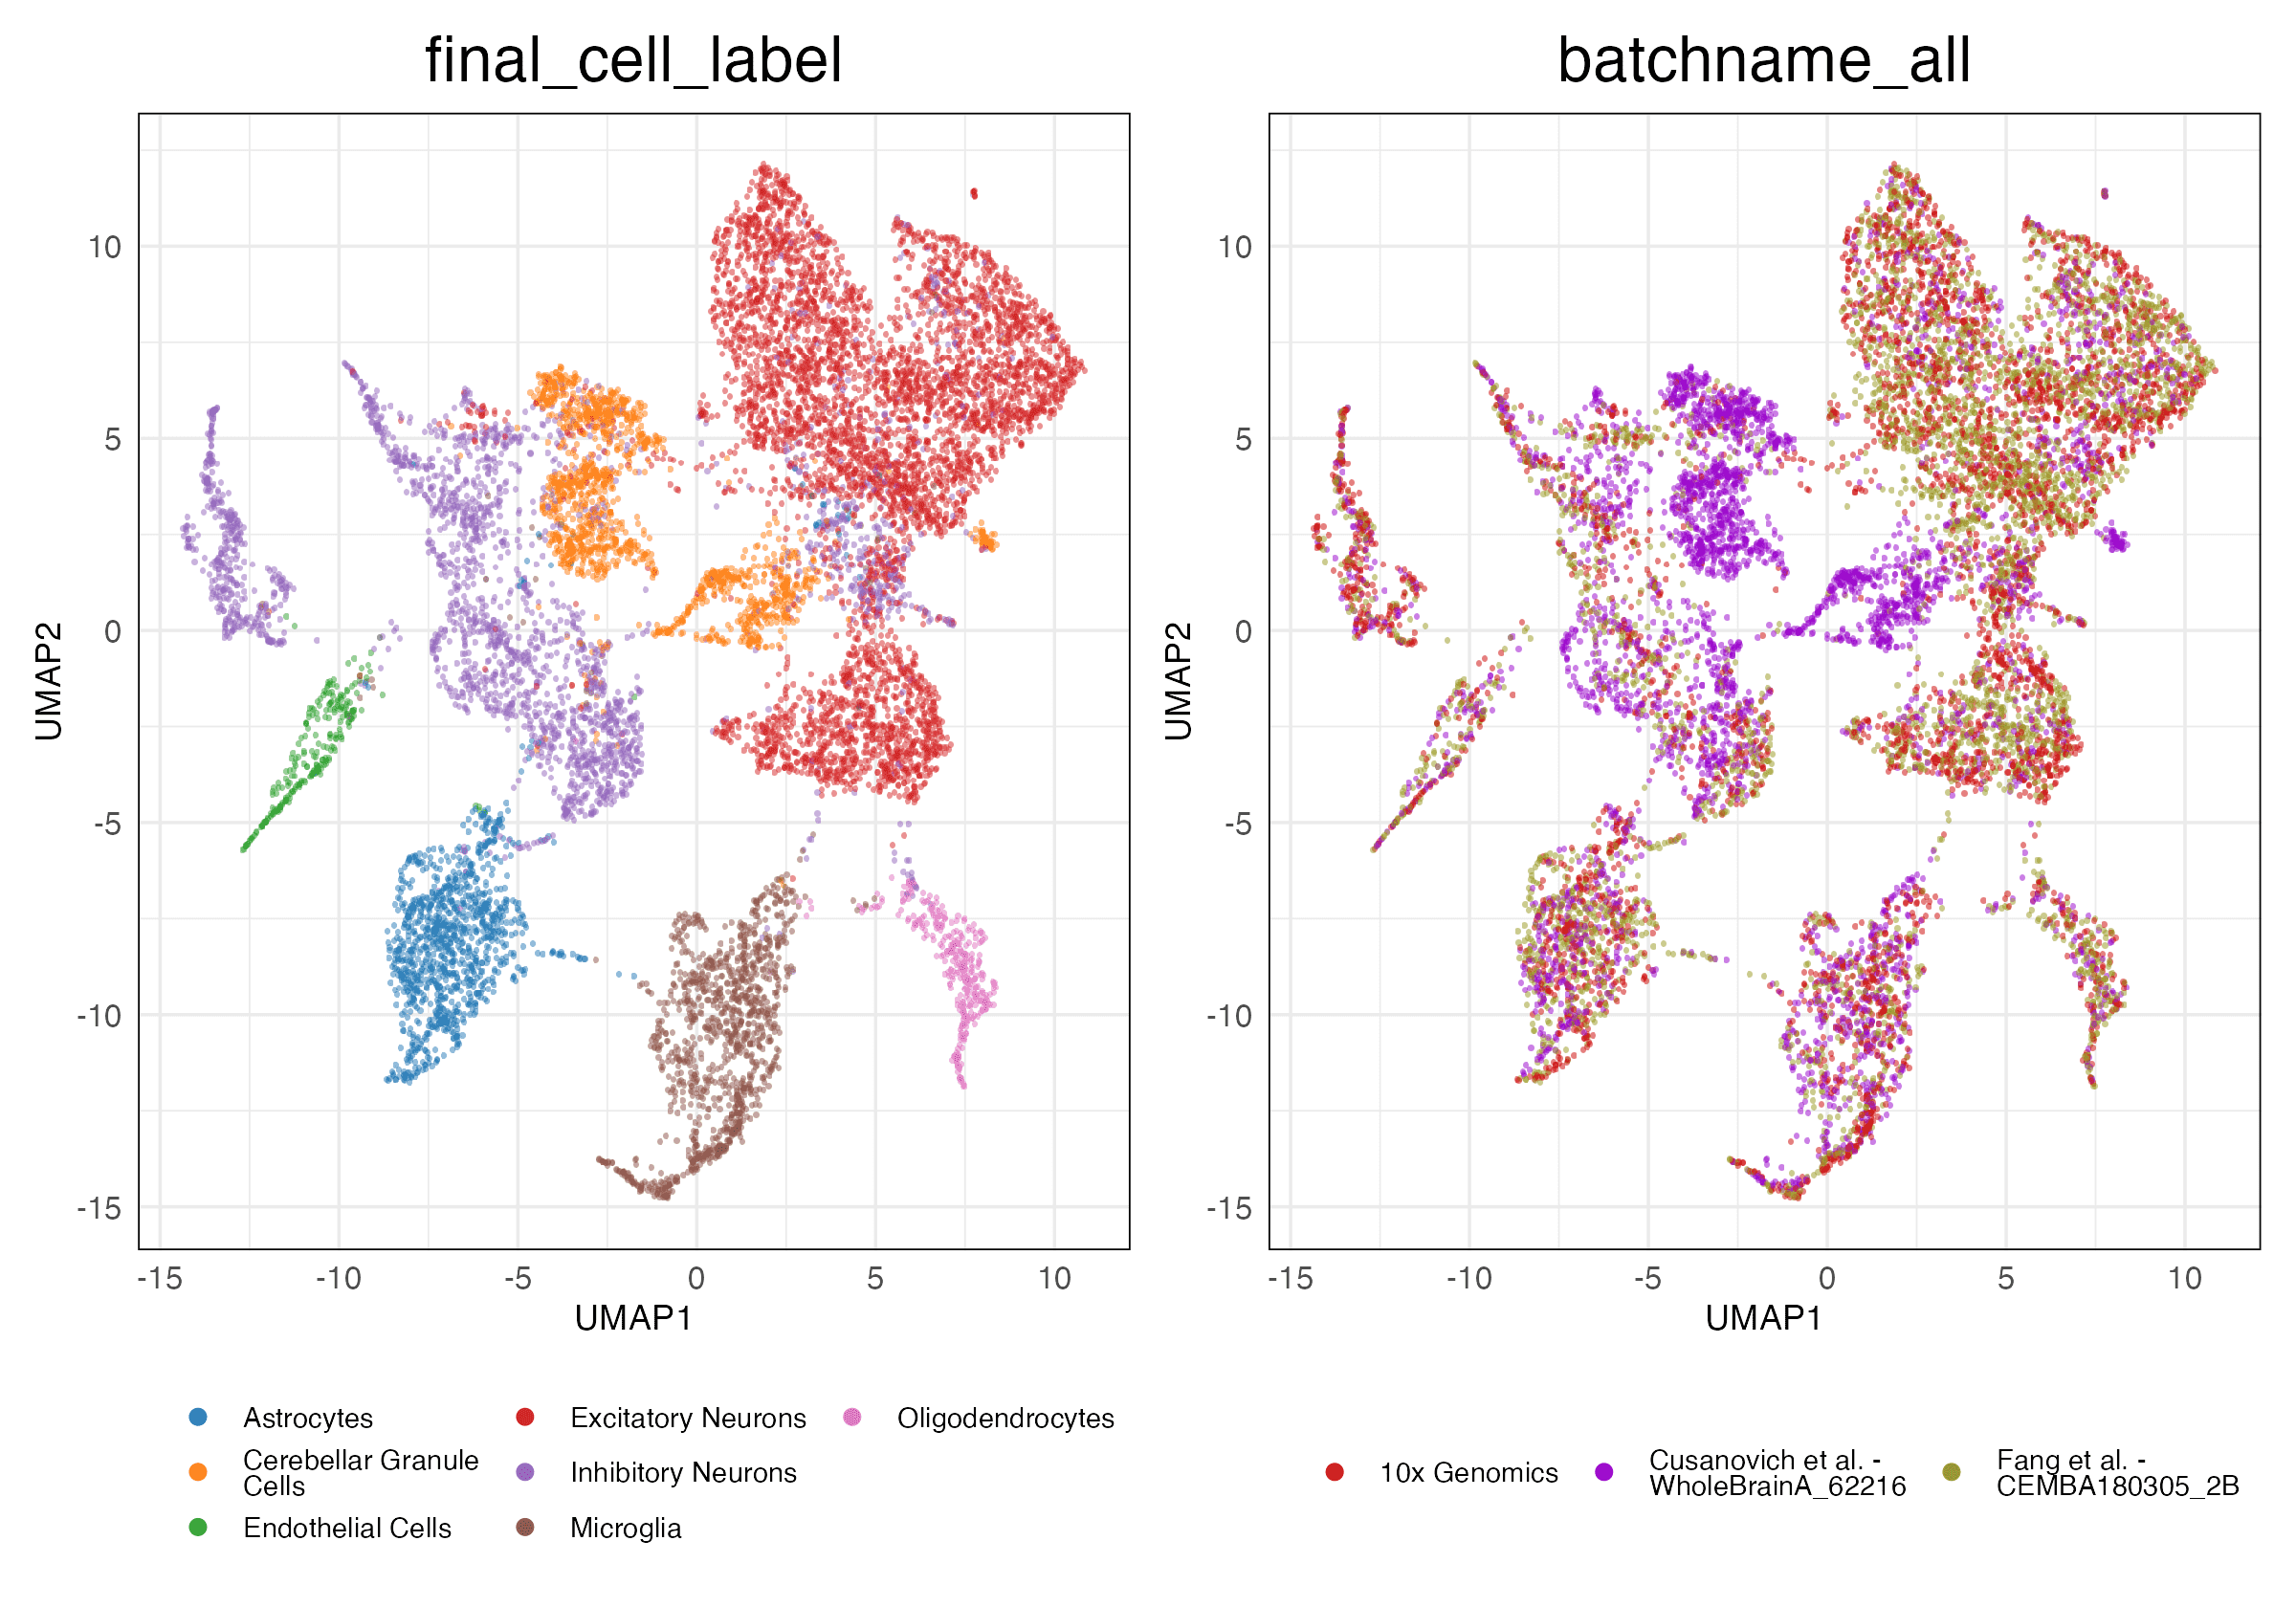 final_cell_label
batchname_all
UMAP2
10
5
0
-5
-10
-15
-15
-10
-5
0
5
10
UMAP1
UMAP2
10
5
0
-5
-10
-15
-15
-10
-5
0
5
10
UMAP1
Astrocytes
Cerebellar Granule
Cells
Endothelial Cells
Excitatory Neurons
Inhibitory Neurons
Microglia
Oligodendrocytes
10x Genomics
Cusanovich et al. -
WholeBrainA_62216
Fang et al. -
CEMBA180305_2B